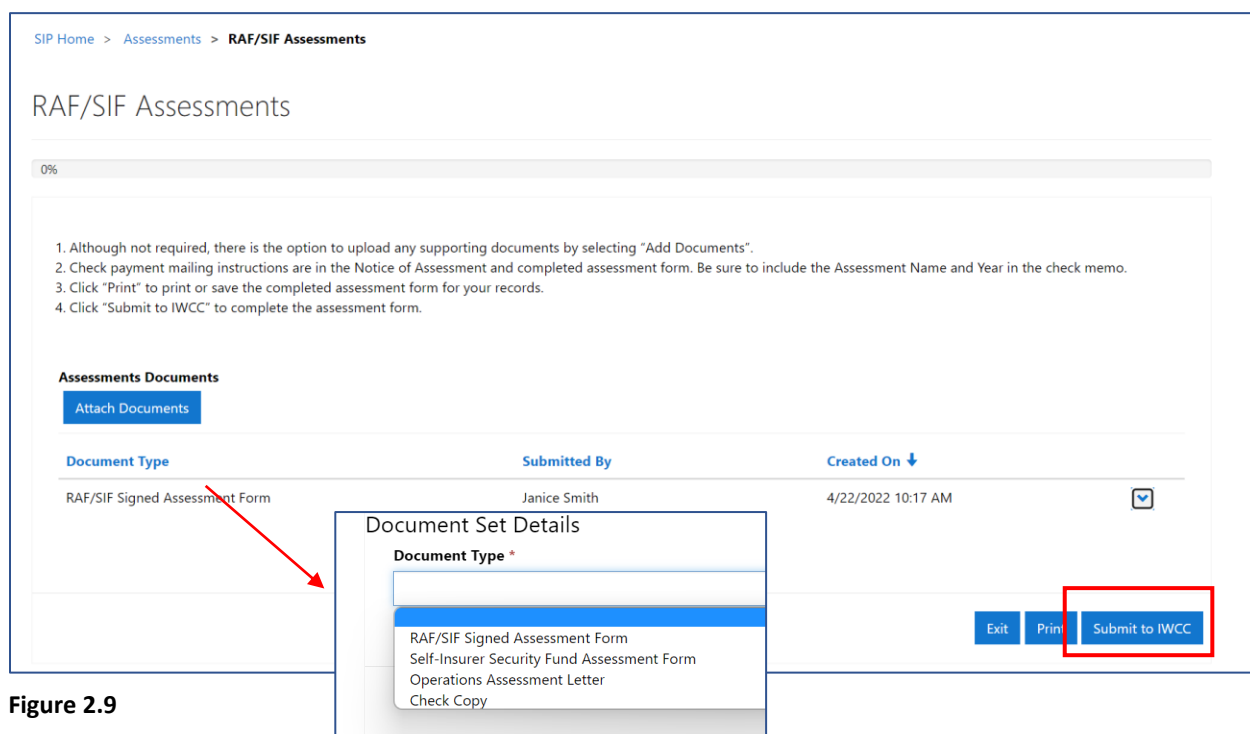 SIP Home > Assessments > RAF/SIF Assessments
RAF/SIF Assessments
0%
1. Although not required, there is the option to upload any supporting documents by selecting “Add Documents”.
2. Check payment mailing instructions are in the Notice of Assessment and completed assessment form. Be sure to include the Assessment Name and Year in the check memo.
3. Click “Print” to print or save the completed assessment form for your records.
4. Click “Submit to IWCC” to complete the assessment form.
Assessments Documents
Attach Documents
Document Type Submitted By Created On
RAF/SIF Signed Assessment Form Janice Smith 4/22/2022 10:17 AM
Document Set Details
Document Type *
RAF/SIF Signed Assessment Form
Self-Insurer Security Fund Assessment Form
Operations Assessment Letter
Check Copy
Exit Print Submit to IWCC
Figure 2.9